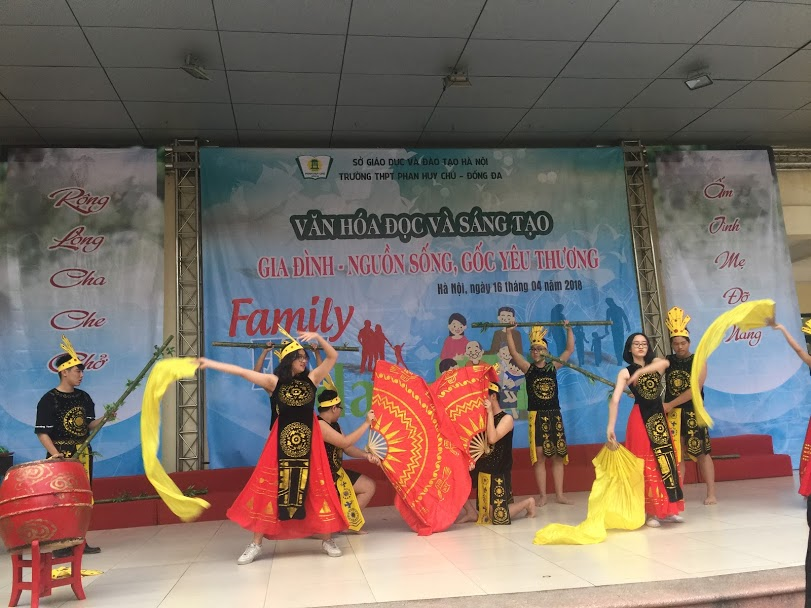 SỞ GIÁO DỤC VÀ ĐÀO TẠO HÀ NỘI
TRƯỜNG THPT PHAN HUY CHÚ - ĐỐNG ĐA
VĂN HÓA ĐỌC VÀ SÁNG TẠO
GIA ĐÌNH - NGUỒN SỐNG, GỐC YÊU THƯƠNG
Hà Nội, ngày 16 tháng 04 năm 2018
Family
Rộng
Lòng
Cha
Che
Chở
Ấm
Tình
Mẹ
Đỡ
Nâng